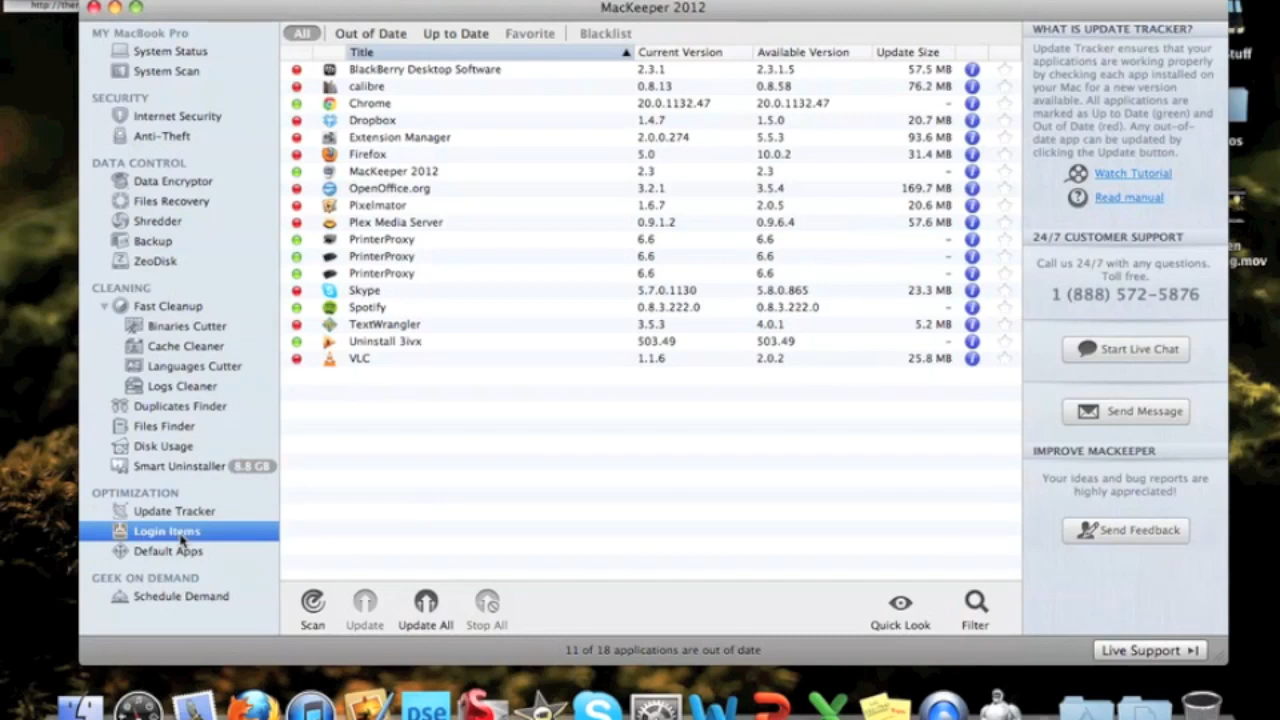 http://ther
MacKeeper 2012
MY MACBOOK PRO
System Status
System Scan
SECURITY
Internet Security
Anti-Theft
DATA CONTROL
Data Encryptor
Files Recovery
Shredder
Backup
ZeoDisk
CLEANING
Fast Cleanup
Binaries Cutter
Cache Cleaner
Languages Cutter
Logs Cleaner
Duplicates Finder
Files Finder
Disk Usage
Smart Uninstaller 8.8 GB
OPTIMIZATION
Update Tracker
Login Items
Default Apps
GEEK ON DEMAND
Schedule Demand
All Out of Date Up to Date Favorite Blacklist
Title Current Version Available Version Update Size
BlackBerry Desktop Software 2.3.1 2.3.1.5 57.5 MB
calibre 0.8.13 0.8.58 76.2 MB
Chrome 20.0.1132.47 20.0.1132.47 -
Dropbox 1.4.7 1.5.0 20.7 MB
Extension Manager 2.0.0.274 5.5.3 93.6 MB
Firefox 5.0 10.0.2 31.4 MB
MacKeeper 2012 2.3 2.3 -
OpenOffice.org 3.2.1 3.5.4 169.7 MB
Pixelmator 1.6.7 2.0.5 20.6 MB
Plex Media Server 0.9.1.2 0.9.6.4 57.6 MB
PrinterProxy 6.6 6.6 -
PrinterProxy 6.6 6.6 -
PrinterProxy 6.6 6.6 -
Skype 5.7.0.1130 5.8.0.865 23.3 MB
Spotify 0.8.3.222.0 0.8.3.222.0 -
TextWrangler 3.5.3 4.0.1 5.2 MB
Uninstall 3ivx 503.49 503.49 -
VLC 1.1.6 2.0.2 25.8 MB
Scan Update Update All Stop All Quick Look Filter
11 of 18 applications are out of date
Live Support
WHAT IS UPDATE TRACKER?
Update Tracker ensures that your
applications are working properly
by checking each app installed on
your Mac for a new version
available. All applications are
marked as Up to Date (green) and
Out of Date (red). Any out-of-
date app can be updated by
clicking the Update button.
Watch Tutorial
Read manual
24/7 CUSTOMER SUPPORT
Call us 24/7 with any questions.
Toll free.
1 (888) 572-5876
Start Live Chat
Send Message
IMPROVE MACKEEPER
Your ideas and bug reports are
highly appreciated!
Send Feedback
tuff
os
en
g.mov
pse